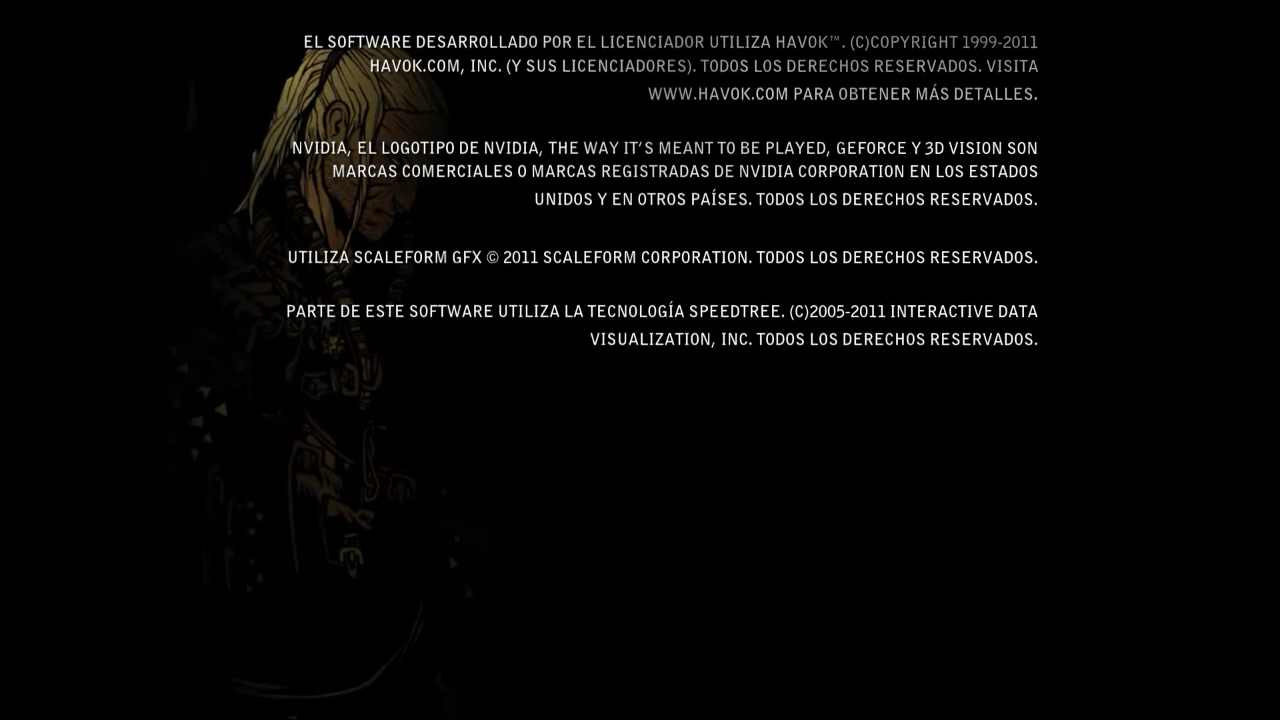 EL SOFTWARE DESARROLLADO POR EL LICENCIADOR UTILIZA HAVOK™. (C)COPYRIGHT 1999-2011
HAVOK.COM, INC. (Y SUS LICENCIADORES). TODOS LOS DERECHOS RESERVADOS. VISITA
WWW.HAVOK.COM PARA OBTENER MÁS DETALLES.
NVIDIA, EL LOGOTIPO DE NVIDIA, THE WAY IT'S MEANT TO BE PLAYED, GEFORCE Y 3D VISION SON
MARCAS COMERCIALES O MARCAS REGISTRADAS DE NVIDIA CORPORATION EN LOS ESTADOS
UNIDOS Y EN OTROS PAÍSES. TODOS LOS DERECHOS RESERVADOS.
UTILIZA SCALEFORM GFX © 2011 SCALEFORM CORPORATION. TODOS LOS DERECHOS RESERVADOS.
PARTE DE ESTE SOFTWARE UTILIZA LA TECNOLOGÍA SPEEDTREE. (C)2005-2011 INTERACTIVE DATA
VISUALIZATION, INC. TODOS LOS DERECHOS RESERVADOS.